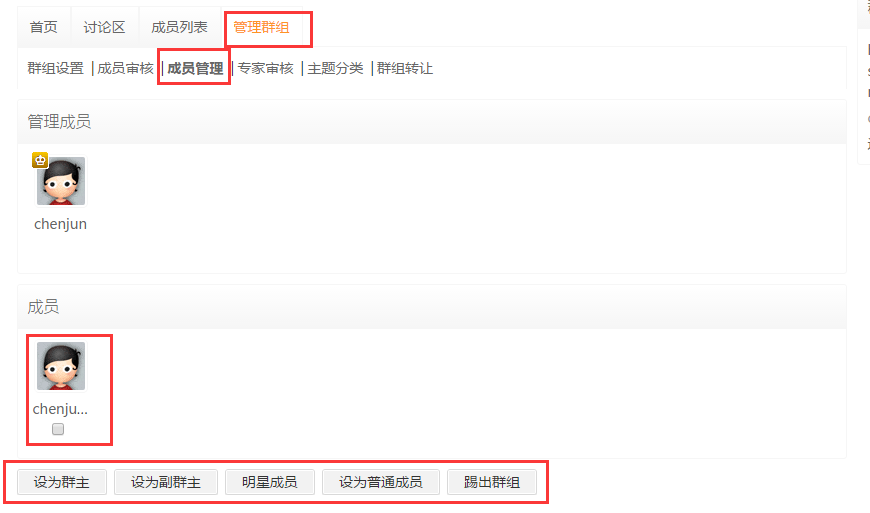 首页 讨论区 成员列表 管理群组
群组设置 | 成员审核 | 成员管理 | 专家审核 | 主题分类 | 群组转让
管理成员
chenjun
成员
chenju...
设为群主 设为副群主 明星成员 设为普通成员 踢出群组